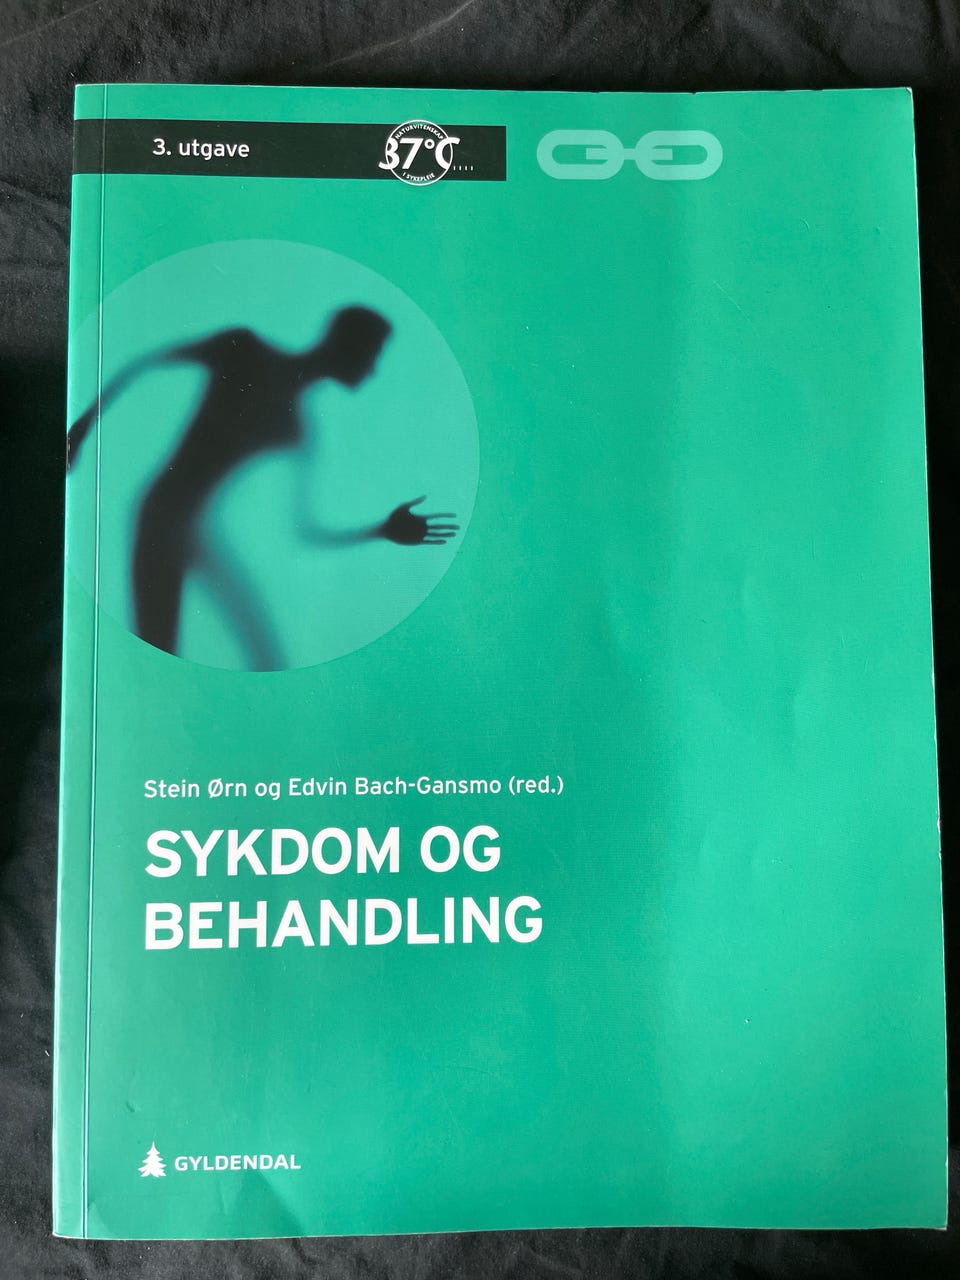 3. utgave
NATURVITENSKAP
37°C
I SYKEPLEIE
Stein Ørn og Edvin Bach-Gansmo (red.)
SYKDOM OG
BEHANDLING
GYLDENDAL